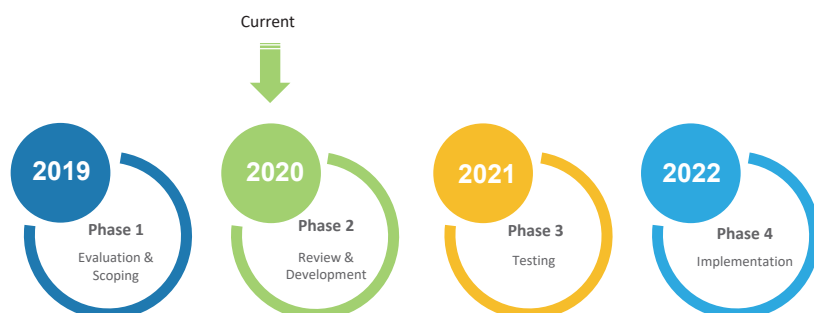 Current
2019
Phase 1
Evaluation &
Scoping
2020
Phase 2
Review &
Development
2021
Phase 3
Testing
2022
Phase 4
Implementation